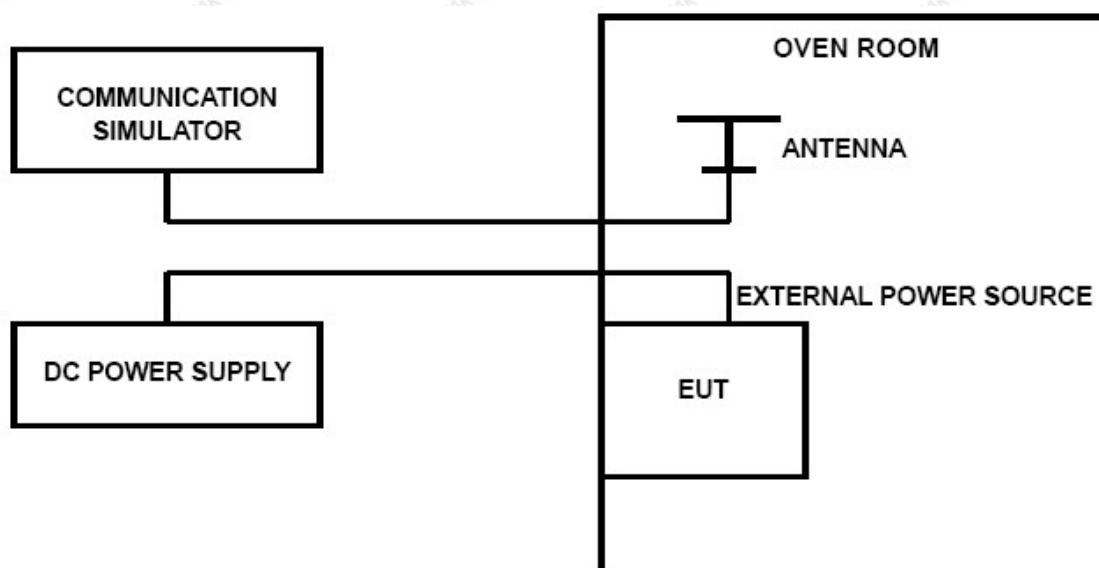 OVEN ROOM
COMMUNICATION
SIMULATOR
ANTENNA
EXTERNAL POWER SOURCE
DC POWER SUPPLY
EUT